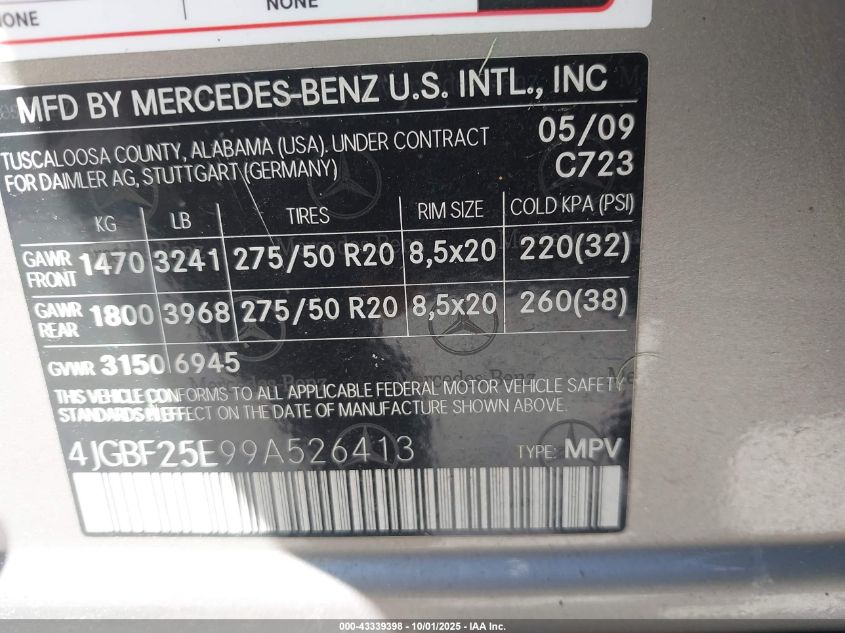 NONE
NONE
MFD BY MERCEDES-BENZ U.S. INTL., INC
TUSCALOOSA COUNTY, ALABAMA (USA). UNDER CONTRACT
FOR DAIMLER AG, STUTTGART (GERMANY)
05/09
C723
KG LB TIRES RIM SIZE COLD KPA (PSI)
GAWR FRONT 1470 3241 275/50 R20 8,5x20 220(32)
GAWR REAR 1800 3968 275/50 R20 8,5x20 260(38)
GVWR 3150 6945
Mercedes-Benz
THIS VEHICLE CONFORMS TO ALL APPLICABLE FEDERAL MOTOR VEHICLE SAFETY
STANDARDS IN EFFECT ON THE DATE OF MANUFACTURE SHOWN ABOVE.
4JGBF25E99A526413 TYPE: MPV
000-43339398 - 10/01/2025 - IAA Inc.